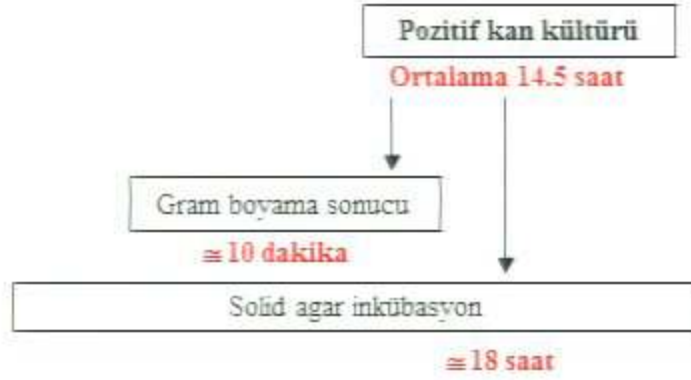 Pozitif kan kültürü
Ortalama 14.5 saat
Gram boyama sonucu
≅10 dakika
Solid agar inkübasyon
≅18 saat